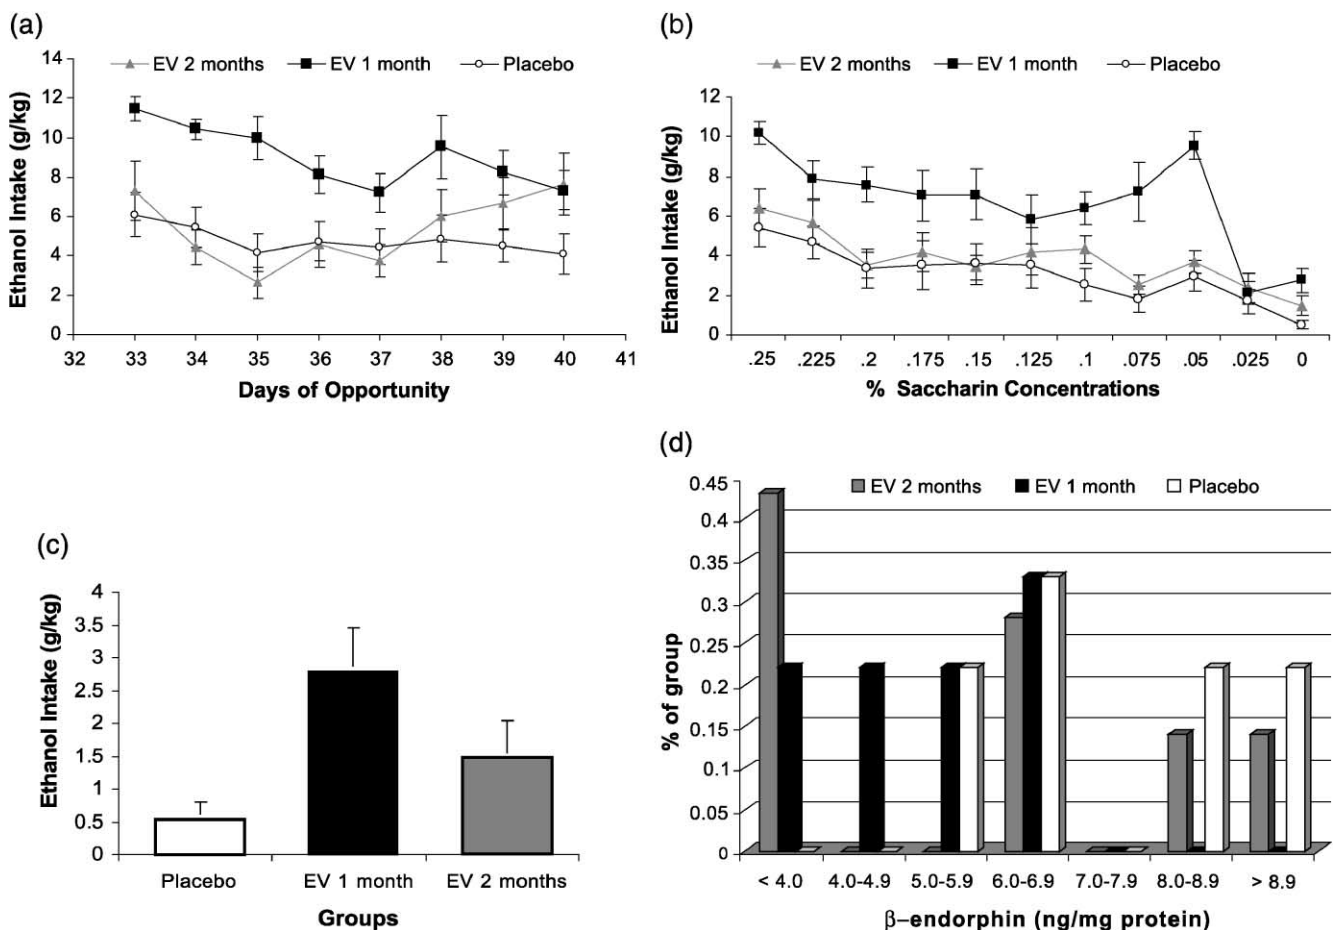 (a)
EV 2 months EV 1 month Placebo
14
12
10
8
6
4
2
0
32 33 34 35 36 37 38 39 40 41
Ethanol Intake (g/kg)
Days of Opportunity
(b)
EV 2 months EV 1 month Placebo
12
10
8
6
4
2
0
.25 .225 .2 .175 .15 .125 .1 .075 .05 .025 0
Ethanol Intake (g/kg)
% Saccharin Concentrations
(c)
4
3.5
3
2.5
2
1.5
1
0.5
0
Placebo EV 1 month EV 2 months
Ethanol Intake (g/kg)
Groups
(d)
EV 2 months EV 1 month Placebo
0.45
0.4
0.35
0.3
0.25
0.2
0.15
0.1
0.05
0
< 4.0 4.0-4.9 5.0-5.9 6.0-6.9 7.0-7.9 8.0-8.9 > 8.9
% of group
β–endorphin (ng/mg protein)